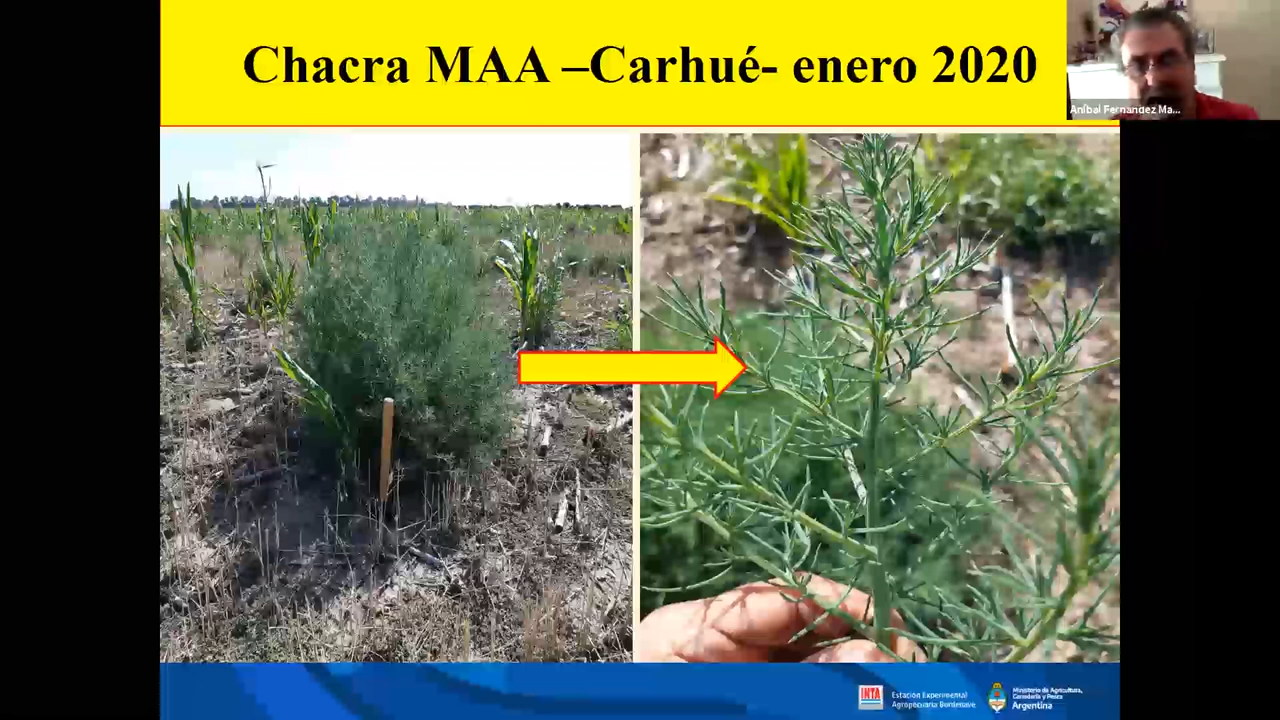 Chacra MAA –Carhué- enero 2020
Aníbal Fernandez Ma...
INTA
Estación Experimental
Agropecuaria Bordenave
Ministerio de Agricultura,
Ganadería y Pesca
Argentina